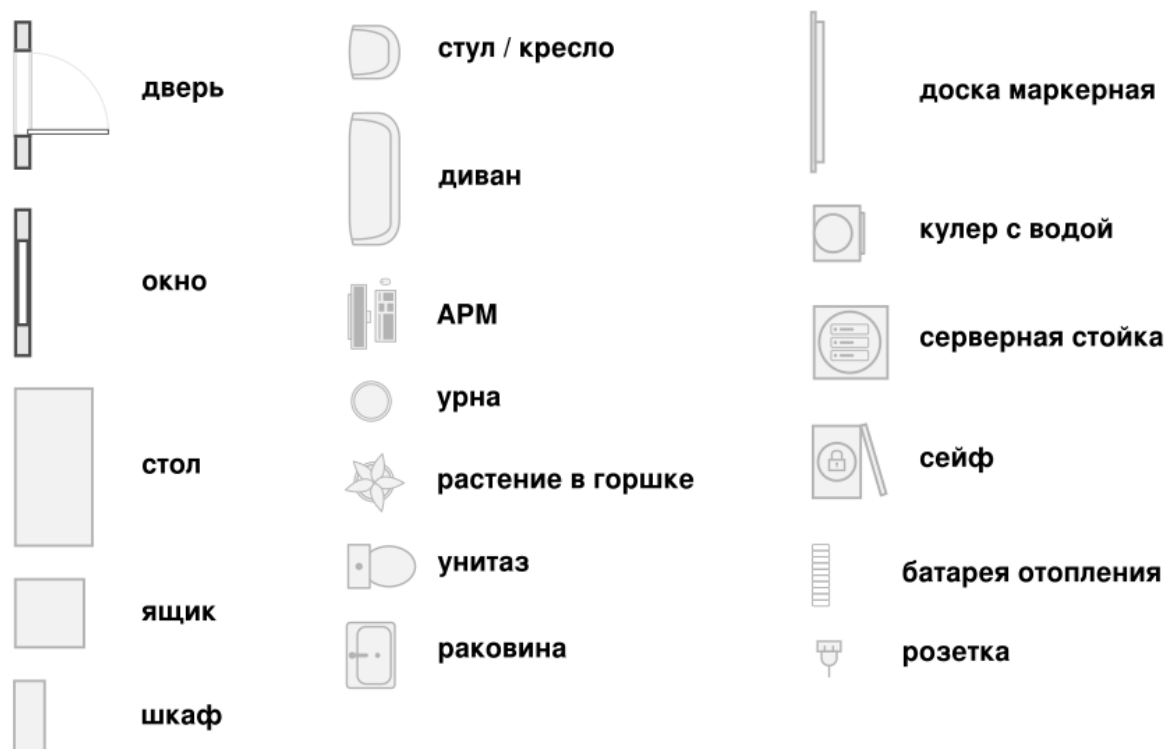 дверь
окно
стол
ящик
шкаф
стул / кресло
диван
АРМ
урна
растение в горшке
унитаз
раковина
доска маркерная
кулер с водой
серверная стойка
сейф
батарея отопления
розетка